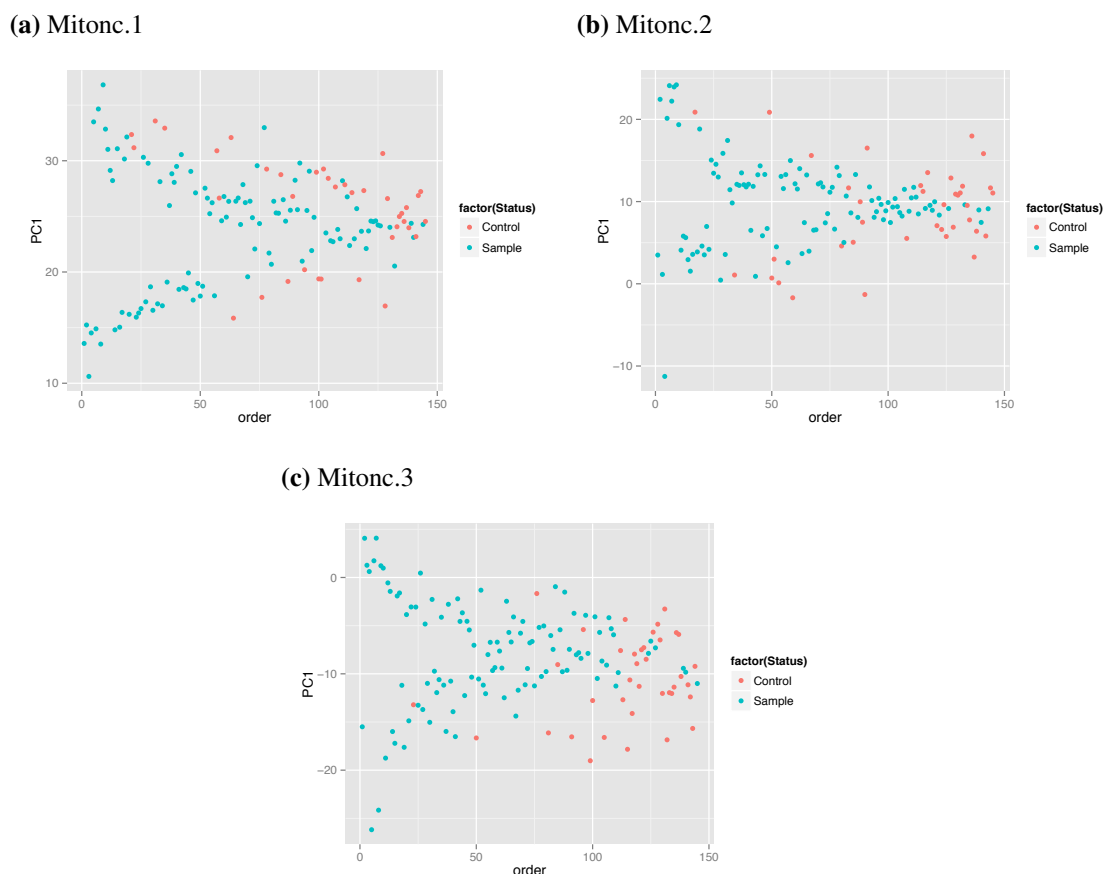 (a) Mitonc.1
(b) Mitonc.2
30
20
10
PC1
0
50
100
150
order
factor(Status)
Control
Sample
20
10
0
−10
PC1
0
50
100
150
order
factor(Status)
Control
Sample
(c) Mitonc.3
0
−10
−20
PC1
0
50
100
150
order
factor(Status)
Control
Sample